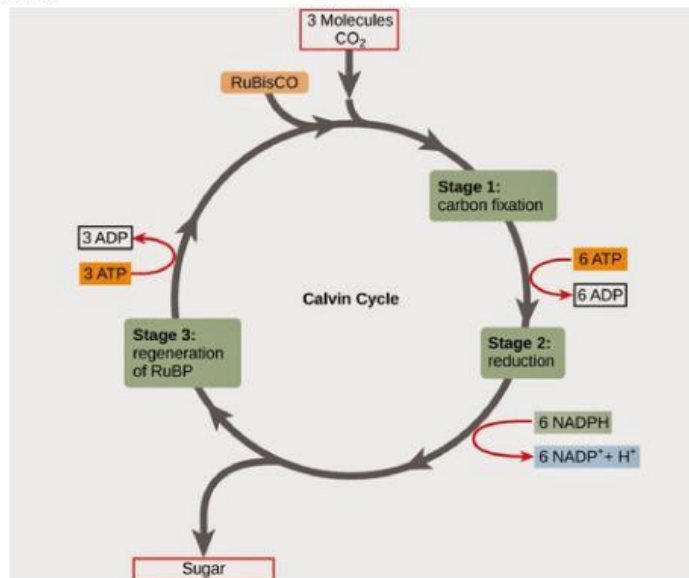 3 Molecules
CO₂
RuBisCO
Stage 1:
carbon fixation
3 ADP
3 ATP
6 ATP
6 ADP
Calvin Cycle
Stage 3:
regeneration
of RuBP
Stage 2:
reduction
6 NADPH
6 NADP⁺+ H⁺
Sugar